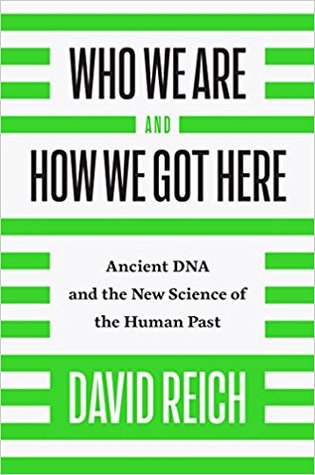 WHO WE ARE
AND
HOW WE GOT HERE
Ancient DNA
and the New Science of
the Human Past
DAVID REICH